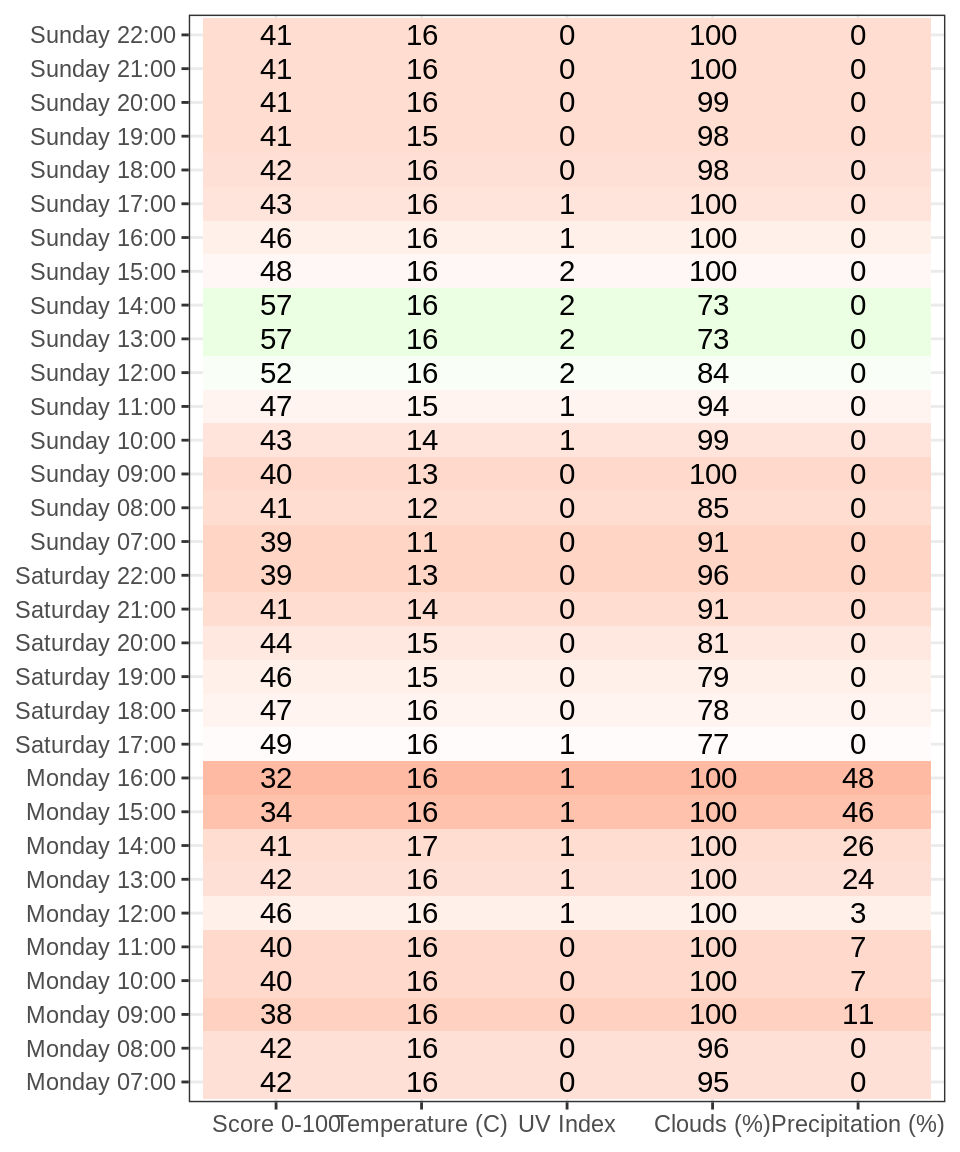 Sunday 22:00 41 16 0 100 0
Sunday 21:00 41 16 0 100 0
Sunday 20:00 41 16 0 99 0
Sunday 19:00 41 15 0 98 0
Sunday 18:00 42 16 0 98 0
Sunday 17:00 43 16 1 100 0
Sunday 16:00 46 16 1 100 0
Sunday 15:00 48 16 2 100 0
Sunday 14:00 57 16 2 73 0
Sunday 13:00 57 16 2 73 0
Sunday 12:00 52 16 2 84 0
Sunday 11:00 47 15 1 94 0
Sunday 10:00 43 14 1 99 0
Sunday 09:00 40 13 0 100 0
Sunday 08:00 41 12 0 85 0
Sunday 07:00 39 11 0 91 0
Saturday 22:00 39 13 0 96 0
Saturday 21:00 41 14 0 91 0
Saturday 20:00 44 15 0 81 0
Saturday 19:00 46 15 0 79 0
Saturday 18:00 47 16 0 78 0
Saturday 17:00 49 16 1 77 0
Monday 16:00 32 16 1 100 48
Monday 15:00 34 16 1 100 46
Monday 14:00 41 17 1 100 26
Monday 13:00 42 16 1 100 24
Monday 12:00 46 16 1 100 3
Monday 11:00 40 16 0 100 7
Monday 10:00 40 16 0 100 7
Monday 09:00 38 16 0 100 11
Monday 08:00 42 16 0 96 0
Monday 07:00 42 16 0 95 0
Score 0-100 Temperature (C) UV Index Clouds (%) Precipitation (%)